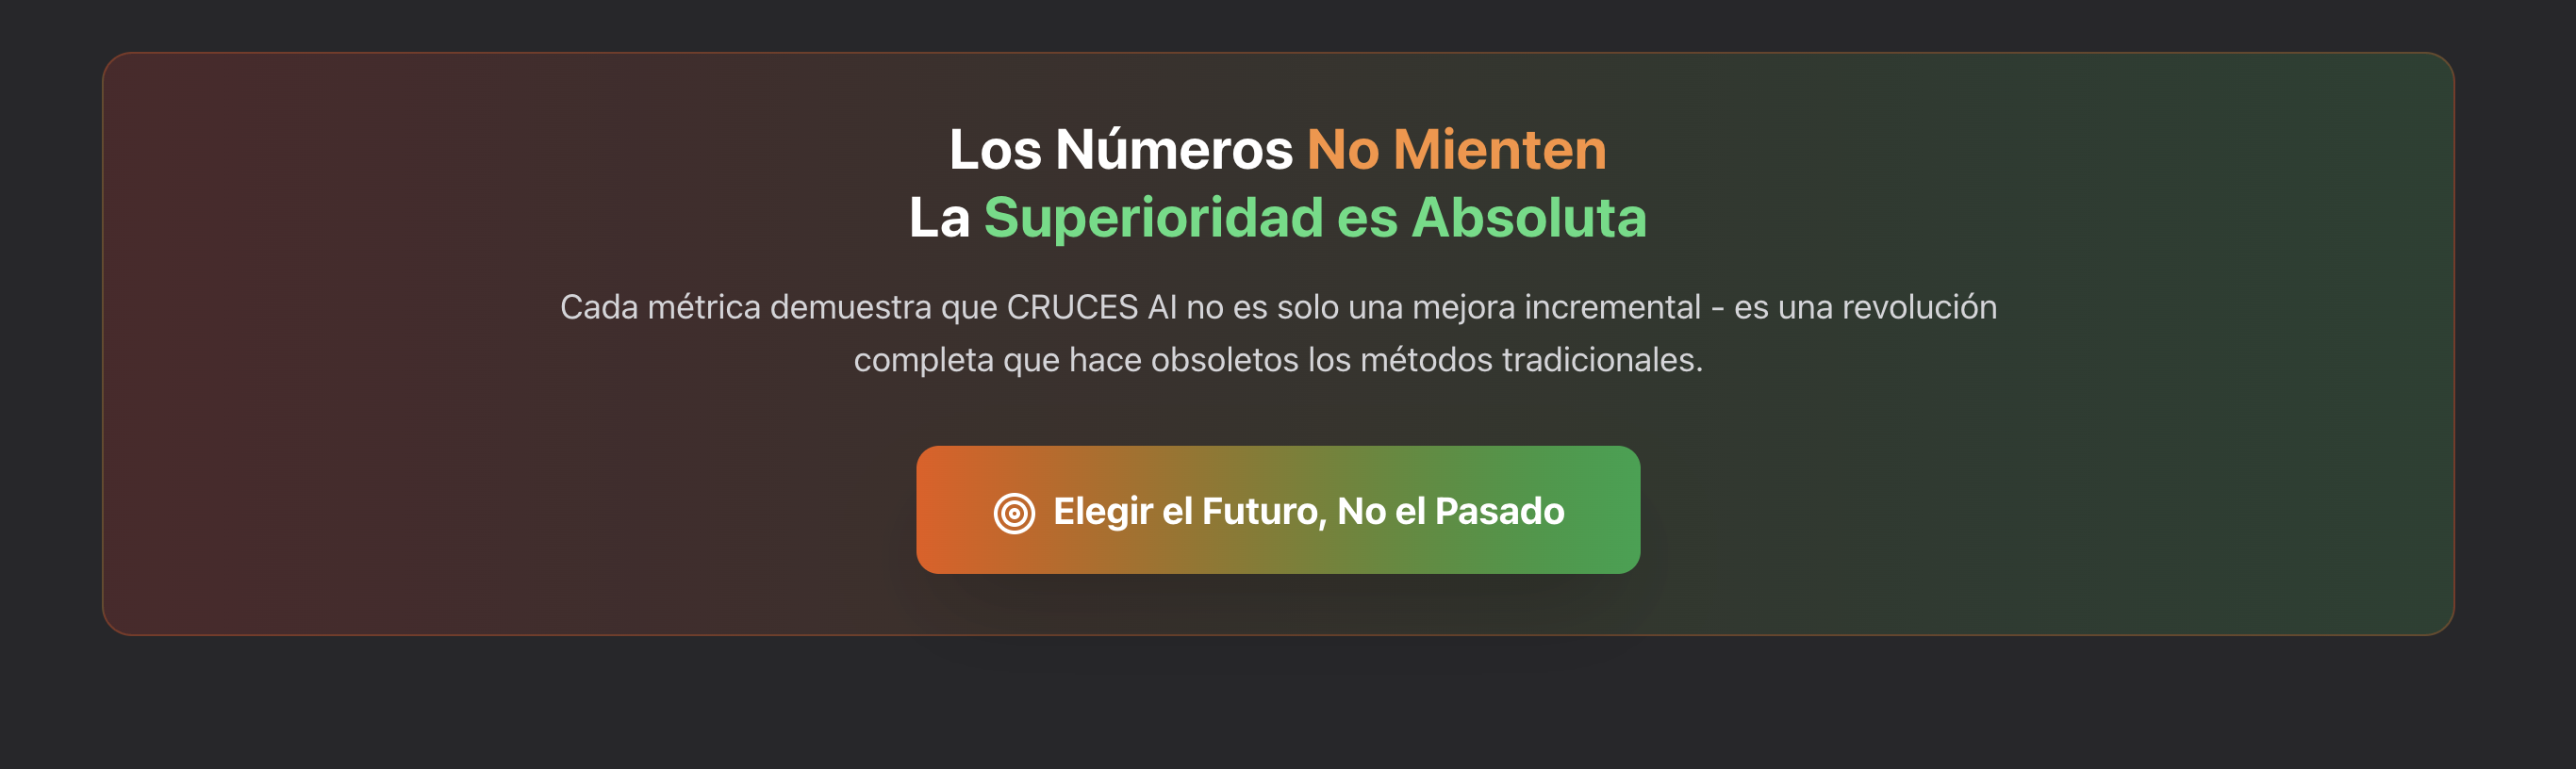 Los Números No Mienten
La Superioridad es Absoluta
Cada métrica demuestra que CRUCES AI no es solo una mejora incremental - es una revolución
completa que hace obsoletos los métodos tradicionales.
Elegir el Futuro, No el Pasado